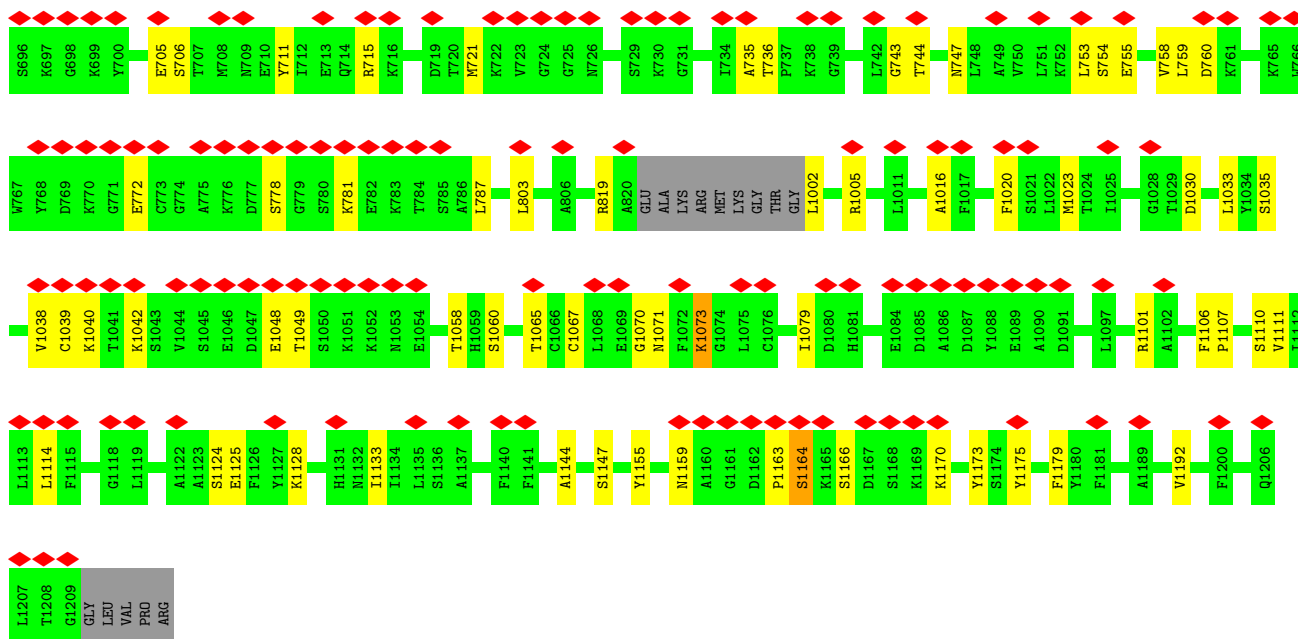 S696 K697 G698 K699 Y700 E705 S706 T707 M708 N709 E710 Y711 I712 E713 Q714 R715 K716 D719 T720 M721 K722 V723 G724 G725 N726 S729 K730 G731 I734 A735 T736 P737 K738 G739 L742 G743 T744 N747 L748 A749 V750 L751 K752 L753 S754 E755 V758 L759 D760 K761 K765 W766
W767 Y768 D769 K770 G771 E772 C773 G774 A775 K776 D777 S778 G779 S780 K781 E782 K783 T784 S785 A786 L787 L803 A806 R819 A820 GLU ALA LYS ARG MET LYS GLY THR GLY L1002 R1005 L1011 A1016 F1017 F1020 S1021 L1022 M1023 T1024 I1025 G1028 T1029 D1030 L1033 Y1034 S1035
V1038 C1039 K1040 T1041 K1042 S1043 V1044 S1045 E1046 D1047 E1048 T1049 S1050 K1051 K1052 N1053 E1054 T1058 H1059 S1060 T1065 C1066 C1067 L1068 E1069 G1070 N1071 F1072 K1073 G1074 L1075 C1076 I1079 D1080 H1081 E1084 D1085 A1086 D1087 Y1088 E1089 A1090 D1091 L1097 R1101 A1102 F1106 P1107 S1110 V1111 I1112
L1113 L1114 F1115 G1118 L1119 A1122 A1123 S1124 E1125 F1126 Y1127 K1128 H1131 N1132 I1133 I1134 L1135 S1136 A1137 F1140 F1141 A1144 S1147 Y1155 N1159 A1160 G1161 D1162 P1163 S1164 K1165 S1166 D1167 S1168 K1169 K1170 Y1173 S1174 Y1175 F1179 Y1180 F1181 A1189 V1192 F1200 Q1206
L1207 T1208 G1209 GLY LEU VAL PRO ARG